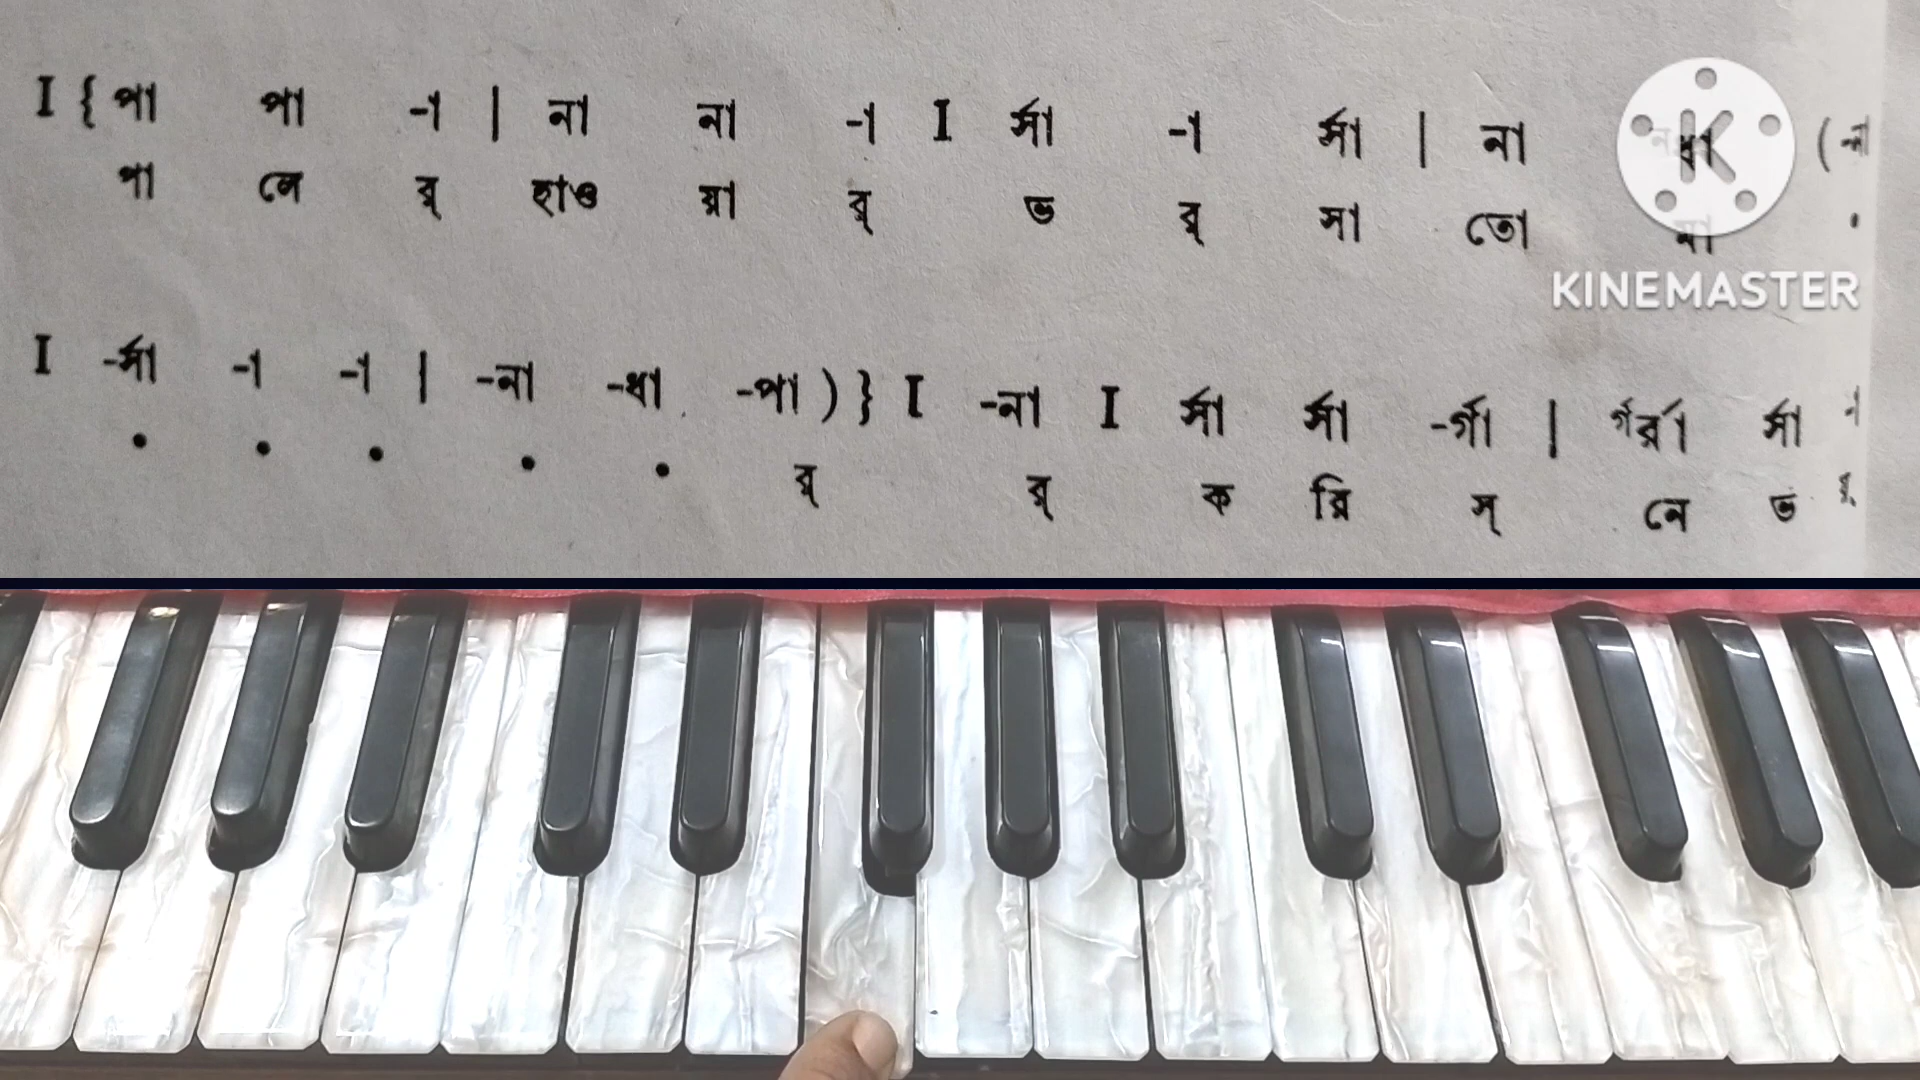 I { পা পা -া | না না -া I র্সা -া র্সা | না ধা (-না
পা লে র্ হাও য়া র্ ভ র্ সা তো না •
KINEMASTER
I -র্সা -া -া | -না -ধা -পা ) } I -না I র্সা র্সা -র্গা | র্গর্রা র্সা -া
• • • • • র্ র্ ক রি স্ নে ভ র্